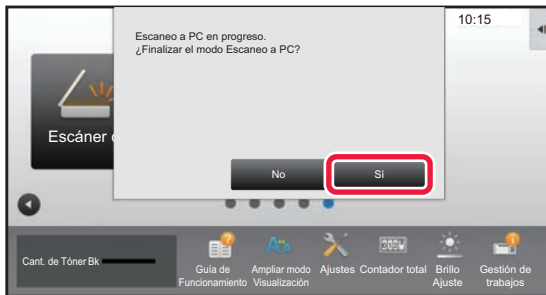 10:15
Escaneo a PC en progreso.
¿Finalizar el modo Escaneo a PC?
Escáner
No
Sí
Cant. de Tóner Bk
Guía de
Funcionamiento
Ampliar modo
Visualización
Ajustes
Contador total
Brillo
Ajuste
Gestión de
trabajos